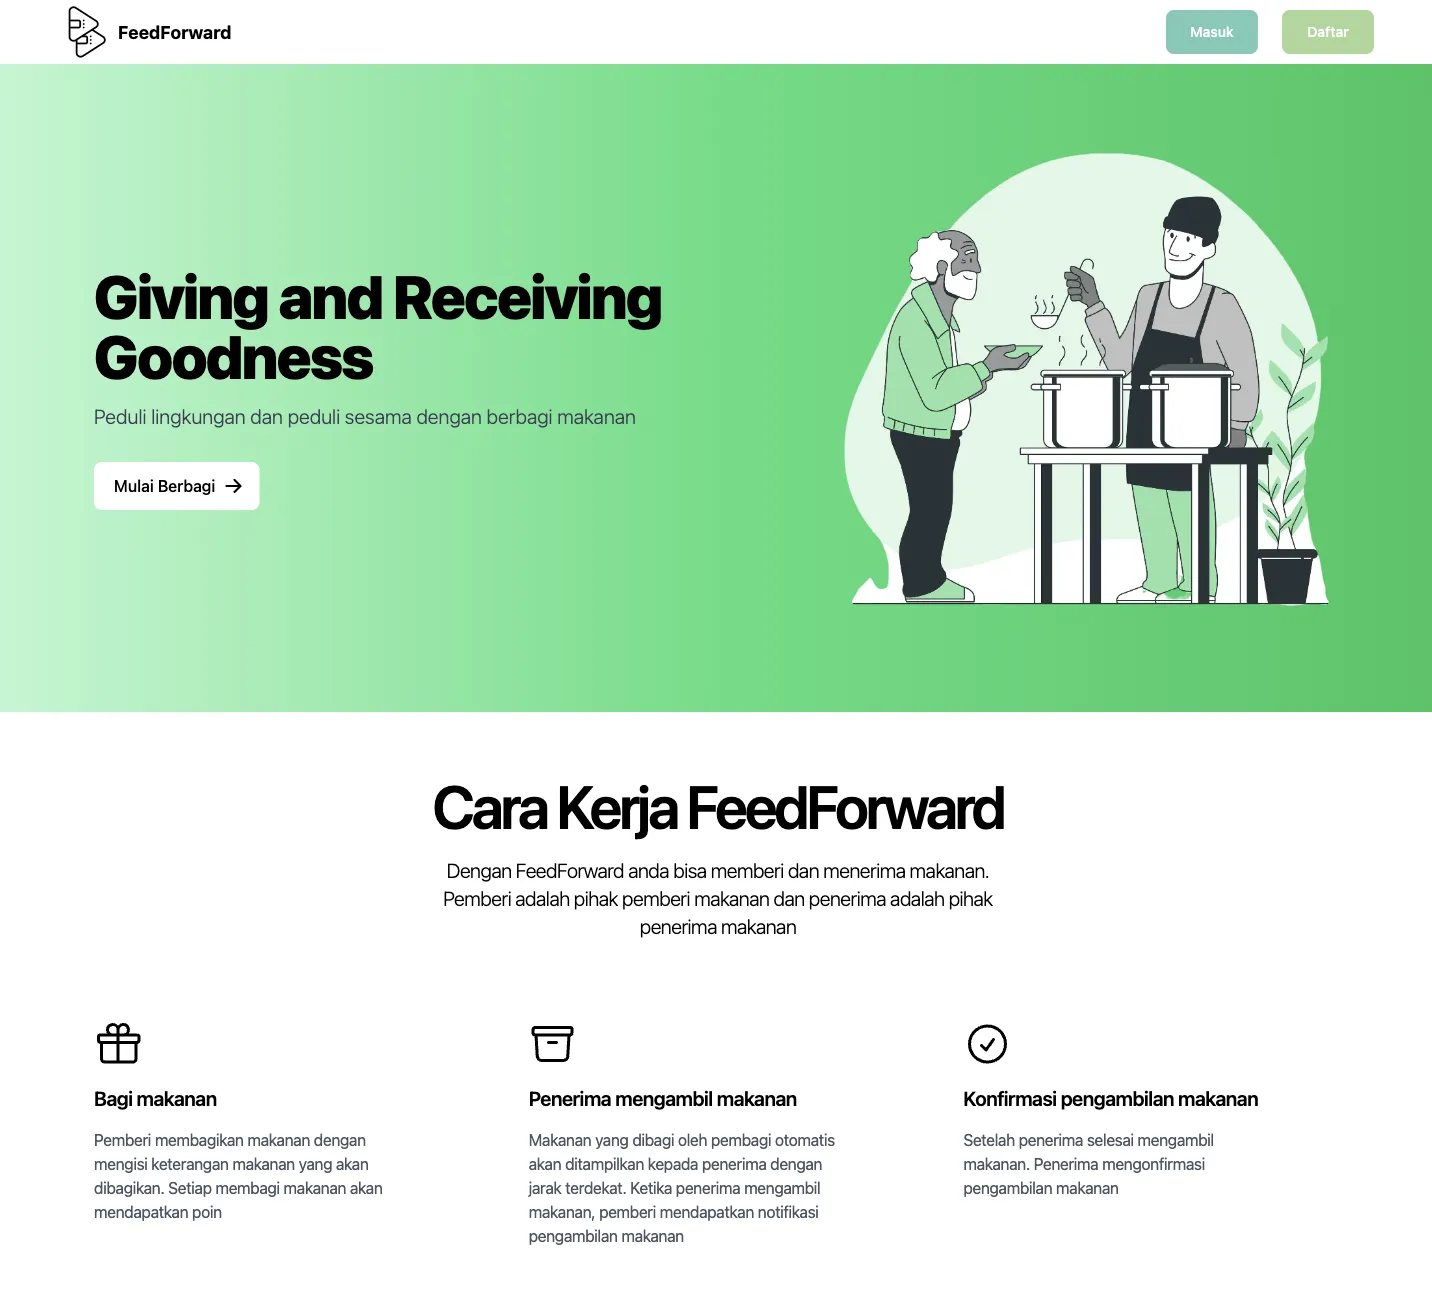 FeedForward
Masuk
Daftar
Giving and Receiving
Goodness
Peduli lingkungan dan peduli sesama dengan berbagi makanan
Mulai Berbagi
Cara Kerja FeedForward
Dengan FeedForward anda bisa memberi dan menerima makanan.
Pemberi adalah pihak pemberi makanan dan penerima adalah pihak
penerima makanan
Bagi makanan
Pemberi membagikan makanan dengan
mengisi keterangan makanan yang akan
dibagikan. Setiap membagi makanan akan
mendapatkan poin
Penerima mengambil makanan
Makanan yang dibagi oleh pembagi otomatis
akan ditampilkan kepada penerima dengan
jarak terdekat. Ketika penerima mengambil
makanan, pemberi mendapatkan notifikasi
pengambilan makanan
Konfirmasi pengambilan makanan
Setelah penerima selesai mengambil
makanan. Penerima mengonfirmasi
pengambilan makanan